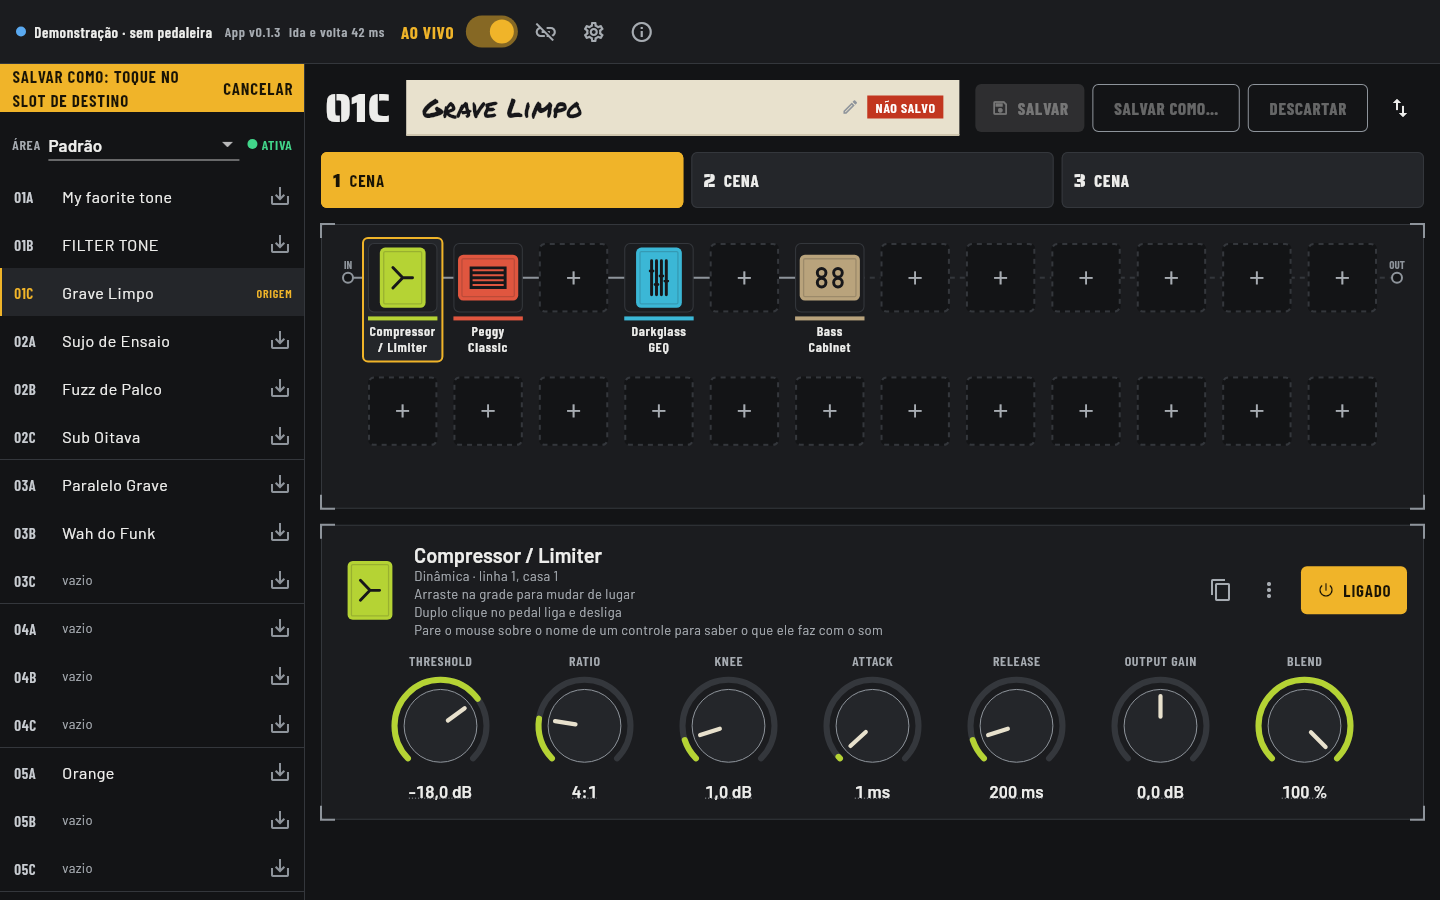 Demonstração · sem pedaleira App v0.1.3 Ida e volta 42 ms AO VIVO
SALVAR COMO: TOQUE NO
SLOT DE DESTINO
CANCELAR
ÁREA Padrão ATIVA
01A My faorite tone
01B FILTER TONE
01C Grave Limpo ORIGEM
02A Sujo de Ensaio
02B Fuzz de Palco
02C Sub Oitava
03A Paralelo Grave
03B Wah do Funk
03C vazio
04A vazio
04B vazio
04C vazio
05A Orange
05B vazio
05C vazio
01C Grave Limpo NÃO SALVO SALVAR SALVAR COMO... DESCARTAR
1 CENA
2 CENA
3 CENA
IN
OUT
88
Compressor
/ Limiter
Peggy
Classic
Darkglass
GEQ
Bass
Cabinet
Compressor / Limiter
Dinâmica · linha 1, casa 1
Arraste na grade para mudar de lugar
Duplo clique no pedal liga e desliga
Pare o mouse sobre o nome de um controle para saber o que ele faz com o som
LIGADO
THRESHOLD RATIO KNEE ATTACK RELEASE OUTPUT GAIN BLEND
-18,0 dB 4:1 1,0 dB 1 ms 200 ms 0,0 dB 100 %